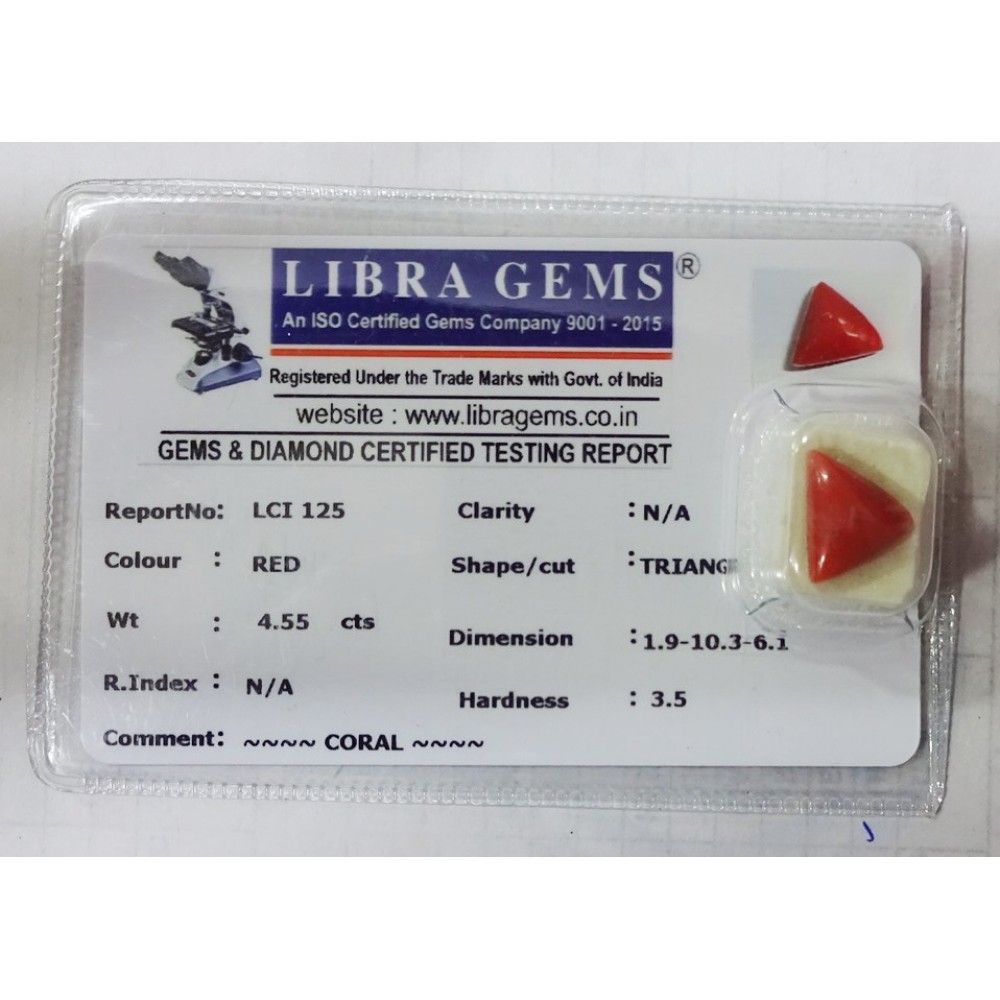 LIBRA GEMS ®
An ISO Certified Gems Company 9001 - 2015
Registered Under the Trade Marks with Govt. of India
website : www.libragems.co.in
GEMS & DIAMOND CERTIFIED TESTING REPORT
ReportNo: LCI 125 Clarity : N/A
Colour : RED Shape/cut : TRIANG
Wt : 4.55 cts Dimension : 1.9-10.3-6.1
R.Index : N/A Hardness : 3.5
Comment: ~~~~ CORAL ~~~~